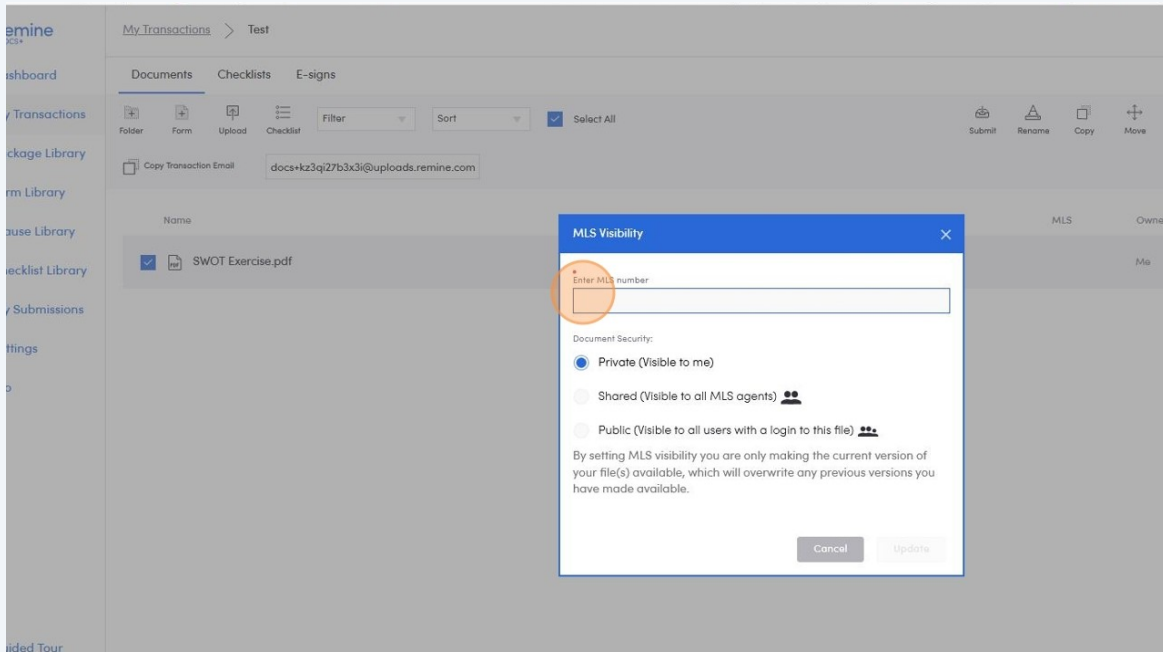 emine
DOCS+
My Transactions > Test
ashboard
Documents Checklists E-signs
y Transactions
Folder Form Upload Checklist Filter Sort Select All Submit Rename Copy Move
ckage Library
Copy Transaction Email docs+kz3qi27b3x3i@uploads.remine.com
rm Library
Name MLS Owne
ause Library
MLS Visibility
SWOT Exercise.pdf Me
ecklist Library
*
Enter MLS number
y Submissions
Document Security:
ttings
Private (Visible to me)
Shared (Visible to all MLS agents)
Public (Visible to all users with a login to this file)
By setting MLS visibility you are only making the current version of
your file(s) available, which will overwrite any previous versions you
have made available.
Cancel Update
uided Tour